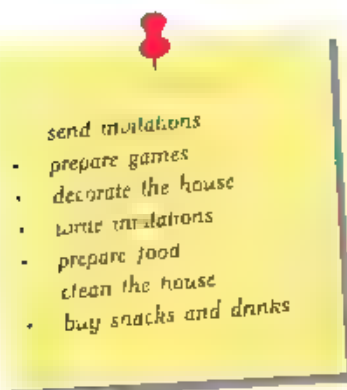 send invitations
- prepare games
• decorate the house
• write invitations
- prepare food
clean the house
• buy snacks and drinks